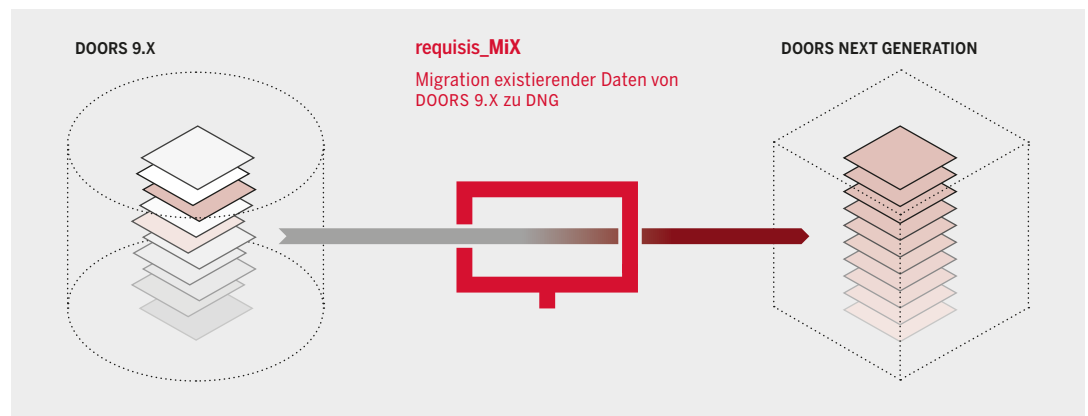 DOORS 9.X
requisis_MiX
Migration existierender Daten von
DOORS 9.X zu DNG
DOORS NEXT GENERATION